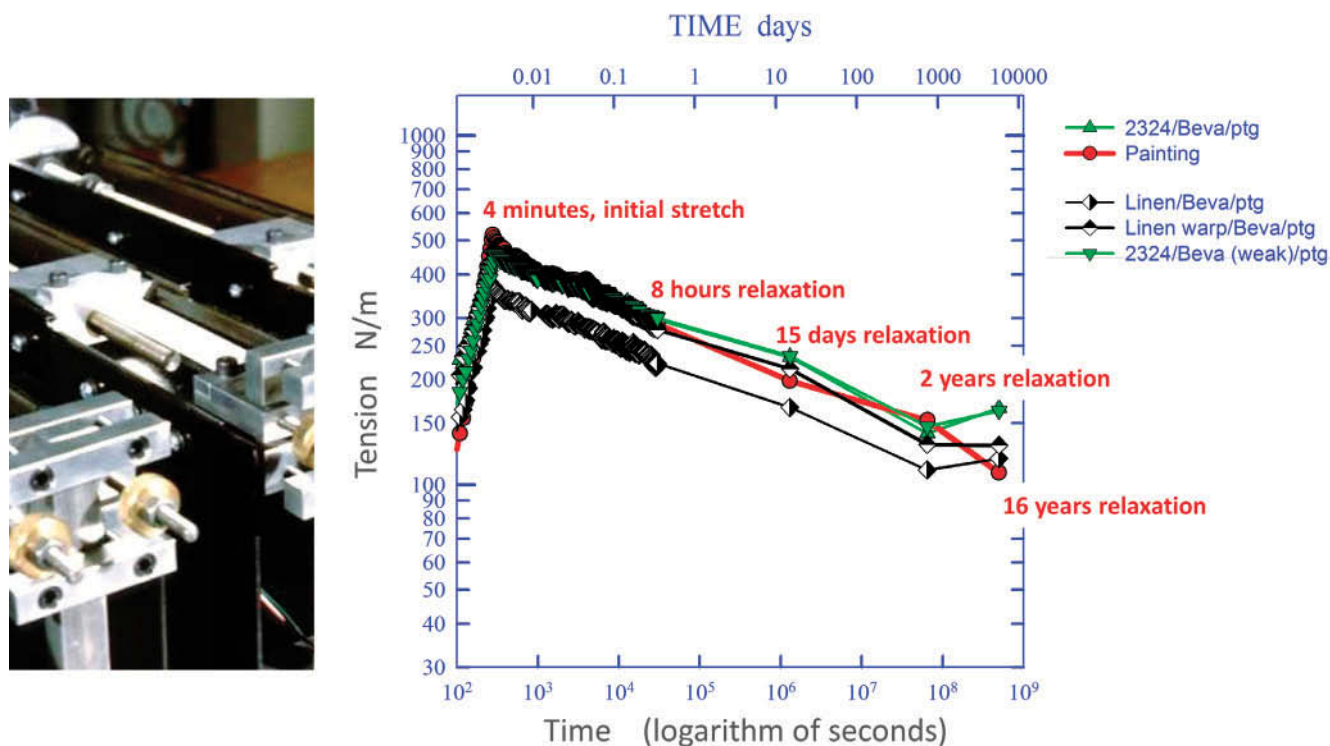 TIME days
0.01 0.1 1 10 100 1000 10000
1000
900
800
700
600
500
400
300
250
200
150
100
90
80
70
60
50
40
30
Tension N/m
4 minutes, initial stretch
8 hours relaxation
15 days relaxation
2 years relaxation
16 years relaxation
10² 10³ 10⁴ 10⁵ 10⁶ 10⁷ 10⁸ 10⁹
Time (logarithm of seconds)
2324/Beva/ptg
Painting
Linen/Beva/ptg
Linen warp/Beva/ptg
2324/Beva (weak)/ptg